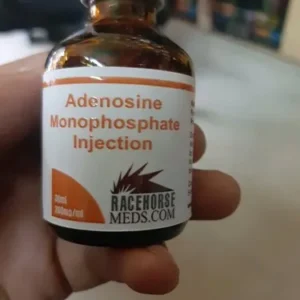 Adenosine
Monophosphate
Injection
RACEHORSE
MEDS.COM